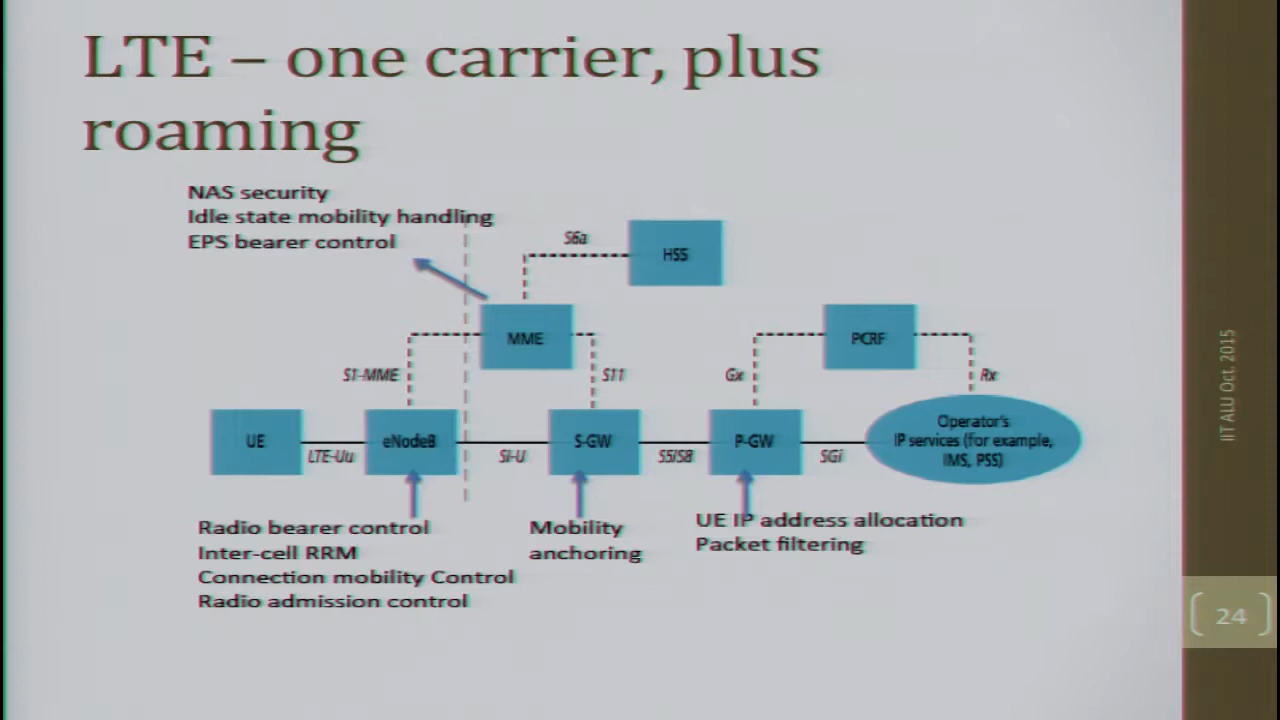 LTE – one carrier, plus
roaming
NAS security
Idle state mobility handling
EPS bearer control
S6a
HSS
MME
PCRF
S1-MME
S11
Gx
Rx
UE
eNodeB
S-GW
P-GW
Operator's
IP services (for example,
IMS, PSS)
LTE-Uu
SI-U
S5/S8
SGi
Radio bearer control
Inter-cell RRM
Connection mobility Control
Radio admission control
Mobility
anchoring
UE IP address allocation
Packet filtering
IIT ALU Oct. 2015
24